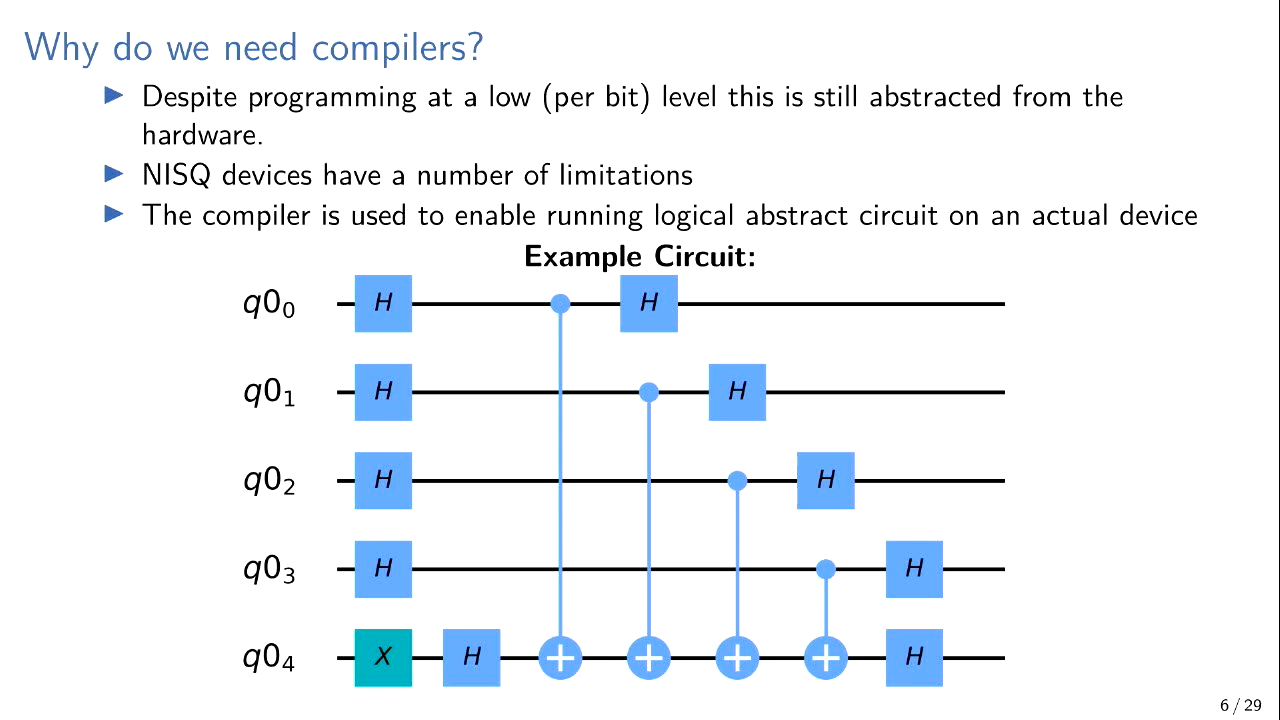 Why do we need compilers?
▶ Despite programming at a low (per bit) level this is still abstracted from the
hardware.
▶ NISQ devices have a number of limitations
▶ The compiler is used to enable running logical abstract circuit on an actual device
Example Circuit:
q0₀ H H
q0₁ H H
q0₂ H H
q0₃ H H
q0₄ X H H
6 / 29